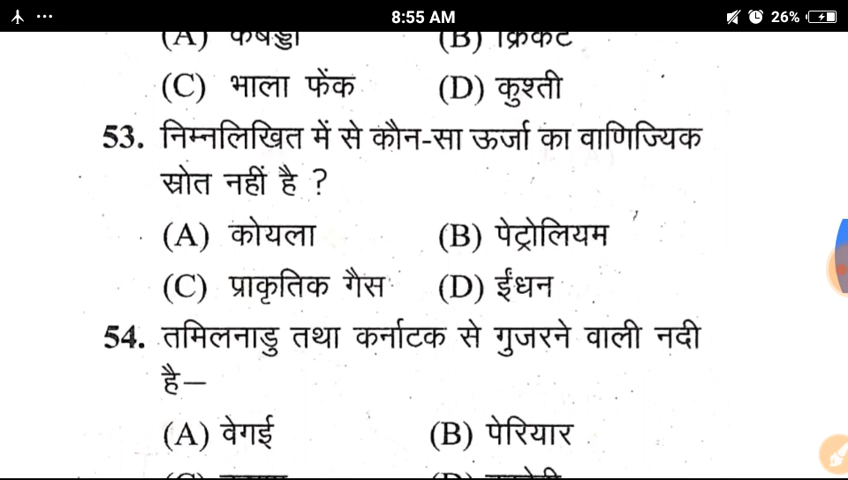 8:55 AM
26%
(A) कबड्डी (B) क्रिकेट
(C) भाला फेंक (D) कुश्ती
53. निम्नलिखित में से कौन-सा ऊर्जा का वाणिज्यिक
स्रोत नहीं है ?
(A) कोयला (B) पेट्रोलियम
(C) प्राकृतिक गैस (D) ईंधन
54. तमिलनाडु तथा कर्नाटक से गुजरने वाली नदी
है—
(A) वेगई (B) पेरियार